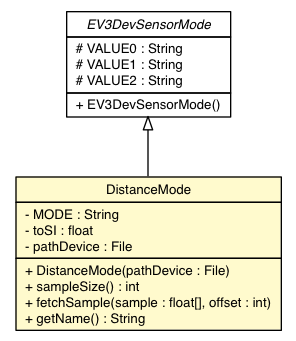 EV3DevSensorMode
# VALUE0 : String
# VALUE1 : String
# VALUE2 : String
+ EV3DevSensorMode()
DistanceMode
- MODE : String
- toSI : float
- pathDevice : File
+ DistanceMode(pathDevice : File)
+ sampleSize() : int
+ fetchSample(sample : float[], offset : int)
+ getName() : String